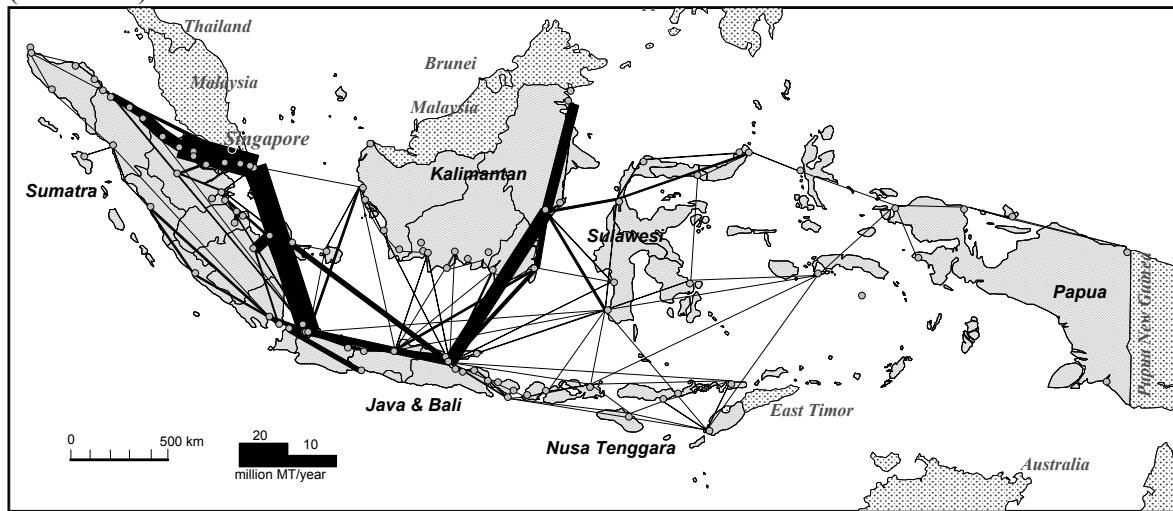 Thailand
Brunei
Malaysia
Malaysia
Singapore
Kalimantan
Sumatra
Sulawesi
Papua
Papua New Guinea
Java & Bali
East Timor
Nusa Tenggara
0 500 km
20
10
million MT/year
Australia